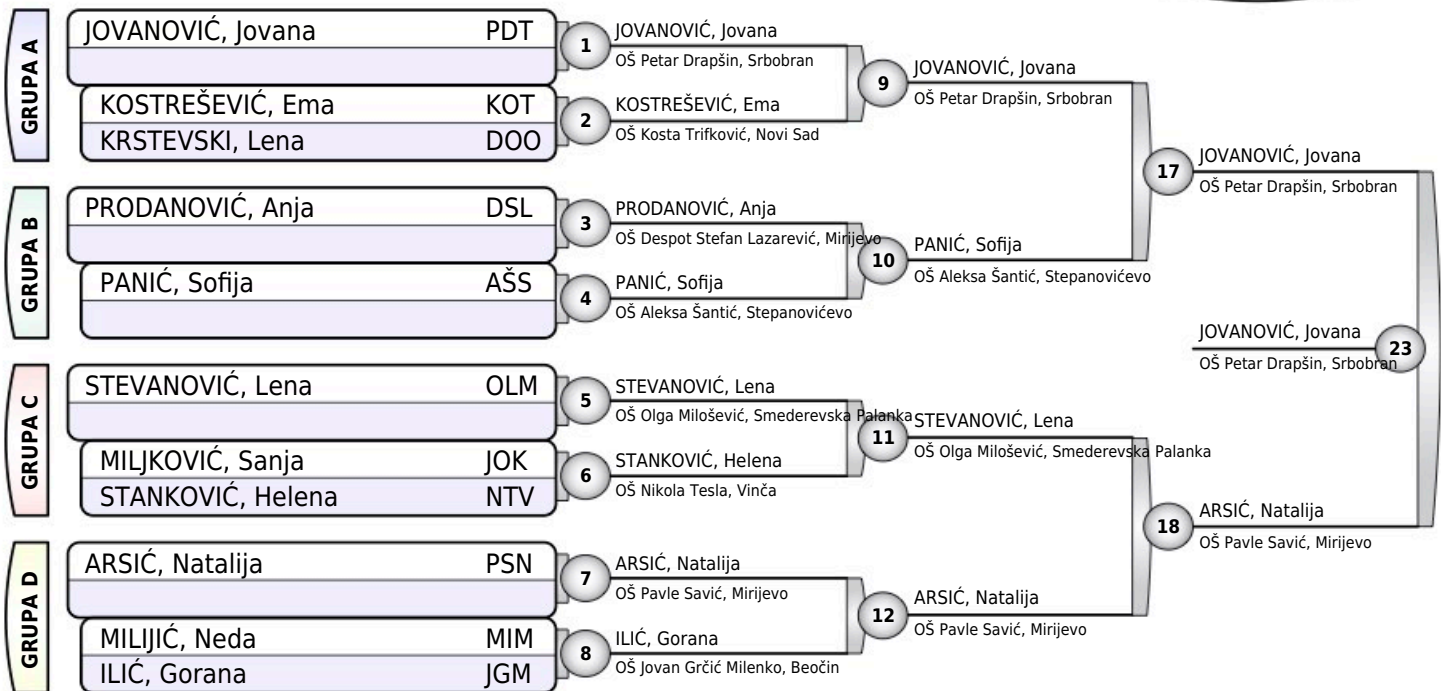 GRUPA A
JOVANOVIĆ, Jovana PDT
KOSTREŠEVIĆ, Ema KOT
KRSTEVSKI, Lena DOO
GRUPA B
PRODANOVIĆ, Anja DSL
PANIĆ, Sofija AŠS
GRUPA C
STEVANOVIĆ, Lena OLM
MILJKOVIĆ, Sanja JOK
STANKOVIĆ, Helena NTV
GRUPA D
ARSIĆ, Natalija PSN
MILIJIĆ, Neda MIM
ILIĆ, Gorana JGM
1
JOVANOVIĆ, Jovana
OŠ Petar Drapšin, Srbobran
2
KOSTREŠEVIĆ, Ema
OŠ Kosta Trifković, Novi Sad
3
PRODANOVIĆ, Anja
OŠ Despot Stefan Lazarević, Mirijevo
4
PANIĆ, Sofija
OŠ Aleksa Šantić, Stepanovićevo
5
STEVANOVIĆ, Lena
OŠ Olga Milošević, Smederevska Palanka
6
STANKOVIĆ, Helena
OŠ Nikola Tesla, Vinča
7
ARSIĆ, Natalija
OŠ Pavle Savić, Mirijevo
8
ILIĆ, Gorana
OŠ Jovan Grčić Milenko, Beočin
9
JOVANOVIĆ, Jovana
OŠ Petar Drapšin, Srbobran
10
PANIĆ, Sofija
OŠ Aleksa Šantić, Stepanovićevo
11
STEVANOVIĆ, Lena
OŠ Olga Milošević, Smederevska Palanka
12
ARSIĆ, Natalija
OŠ Pavle Savić, Mirijevo
17
JOVANOVIĆ, Jovana
OŠ Petar Drapšin, Srbobran
18
ARSIĆ, Natalija
OŠ Pavle Savić, Mirijevo
JOVANOVIĆ, Jovana
OŠ Petar Drapšin, Srbobran
23